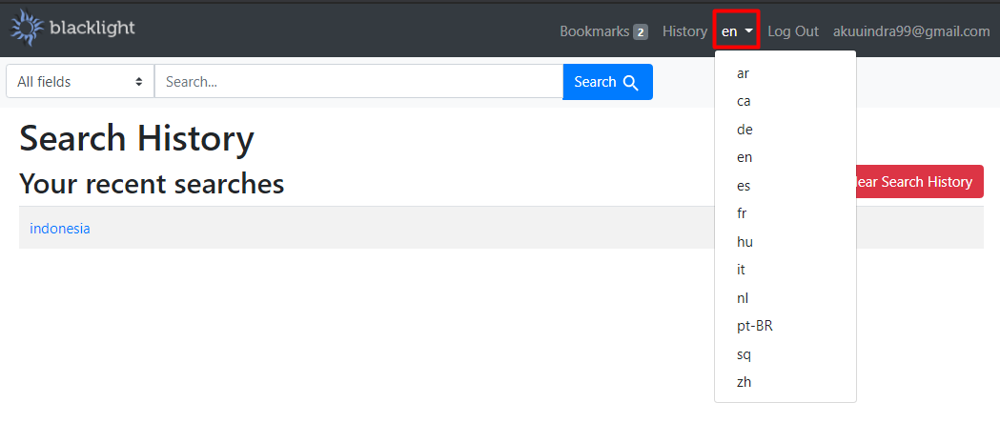 blacklight
Bookmarks 2 History en Log Out akuuindra99@gmail.com
All fields Search... Search
ar
ca
de
en
es
fr
hu
it
nl
pt-BR
sq
zh
Search History
Your recent searches
lear Search History
indonesia